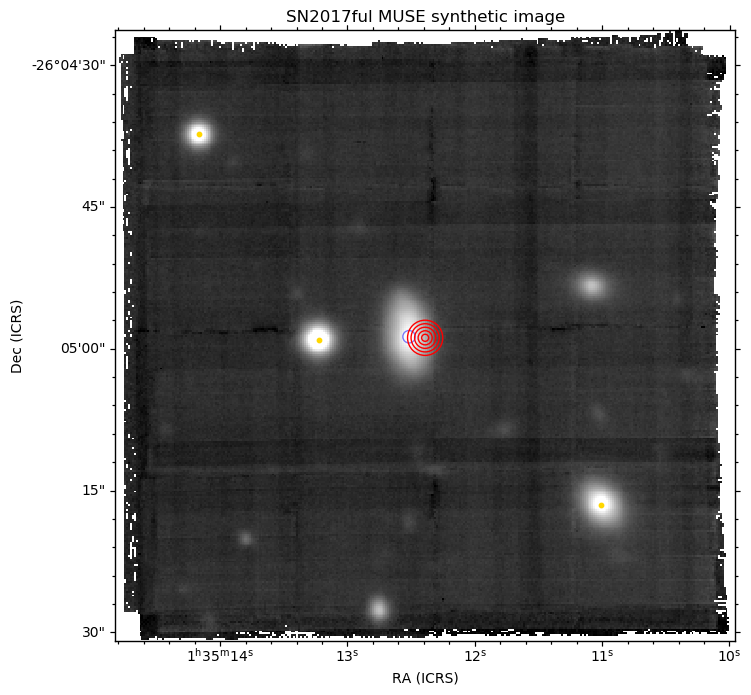 SN2017ful MUSE synthetic image
-26°04'30"
45"
05'00"
15"
30"
Dec (ICRS)
1ʰ35ᵐ14ˢ
13ˢ
12ˢ
11ˢ
10ˢ
RA (ICRS)